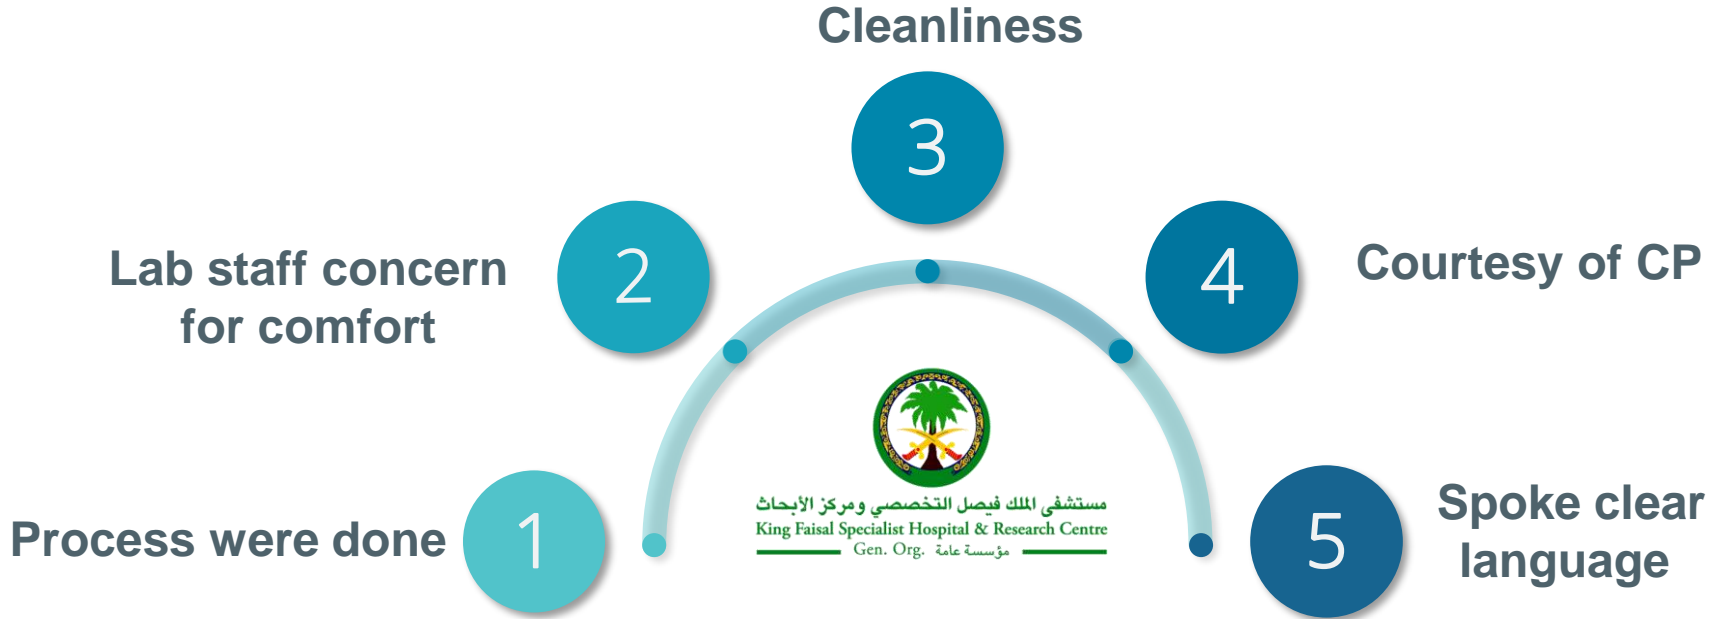 Cleanliness
3
2
Lab staff concern
for comfort
4
Courtesy of CP
1
Process were done
5
Spoke clear
language
مستشفى الملك فيصل التخصصي ومركز الأبحاث
King Faisal Specialist Hospital & Research Centre
Gen. Org. مؤسسة عامة